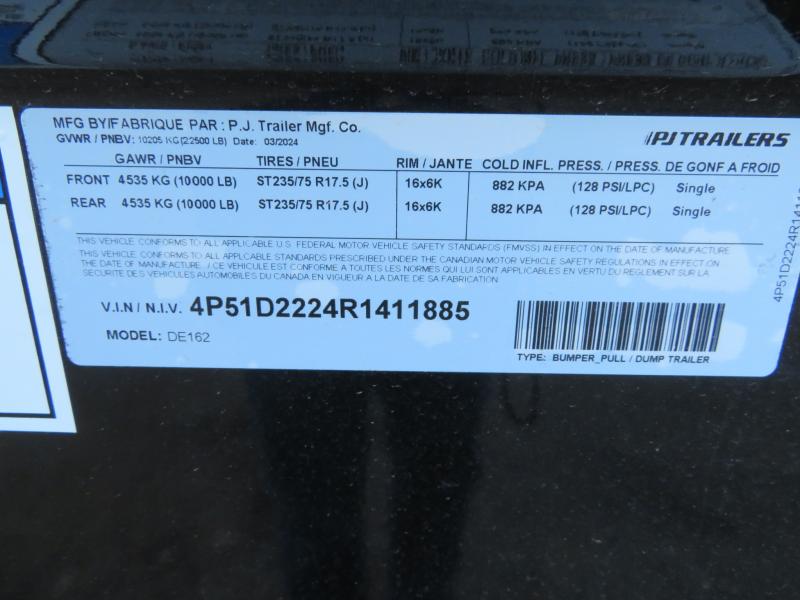 MFG BY/FABRIQUE PAR : P.J. Trailer Mgf. Co.
GVWR / PNBV: 10205 KG(22500 LB) Date: 03/2024
PJTRAILERS
GAWR / PNBV TIRES / PNEU RIM / JANTE COLD INFL. PRESS. / PRESS. DE GONF A FROID
FRONT 4535 KG (10000 LB) ST235/75 R17.5 (J) 16x6K 882 KPA (128 PSI/LPC) Single
REAR 4535 KG (10000 LB) ST235/75 R17.5 (J) 16x6K 882 KPA (128 PSI/LPC) Single
THIS VEHICLE CONFORMS TO ALL APPLICABLE U.S. FEDERAL MOTOR VEHICLE SAFETY STANDARDS (FMVSS) IN EFFECT ON THE DATE OF MANUFACTURE
THIS VEHICLE CONFORMS TO ALL APPLICABLE STANDARDS PRESCRIBED UNDER THE CANADIAN MOTOR VEHICLE SAFETY REGULATIONS IN EFFECT ON
THE DATE OF MANUFACTURE. / CE VEHICULE EST CONFORME A TOUTES LES NORMES QUI LUI SONT APPLICABLES EN VERTU DU REGLEMENT SUR LA
SECURITE DES VEHICULES AUTOMOBILES DU CANADA EN VIGUEUR A LA DATE DE SA FABRICATION.
V.I.N / N.I.V. 4P51D2224R1411885
MODEL: DE162
TYPE: BUMPER_PULL / DUMP TRAILER